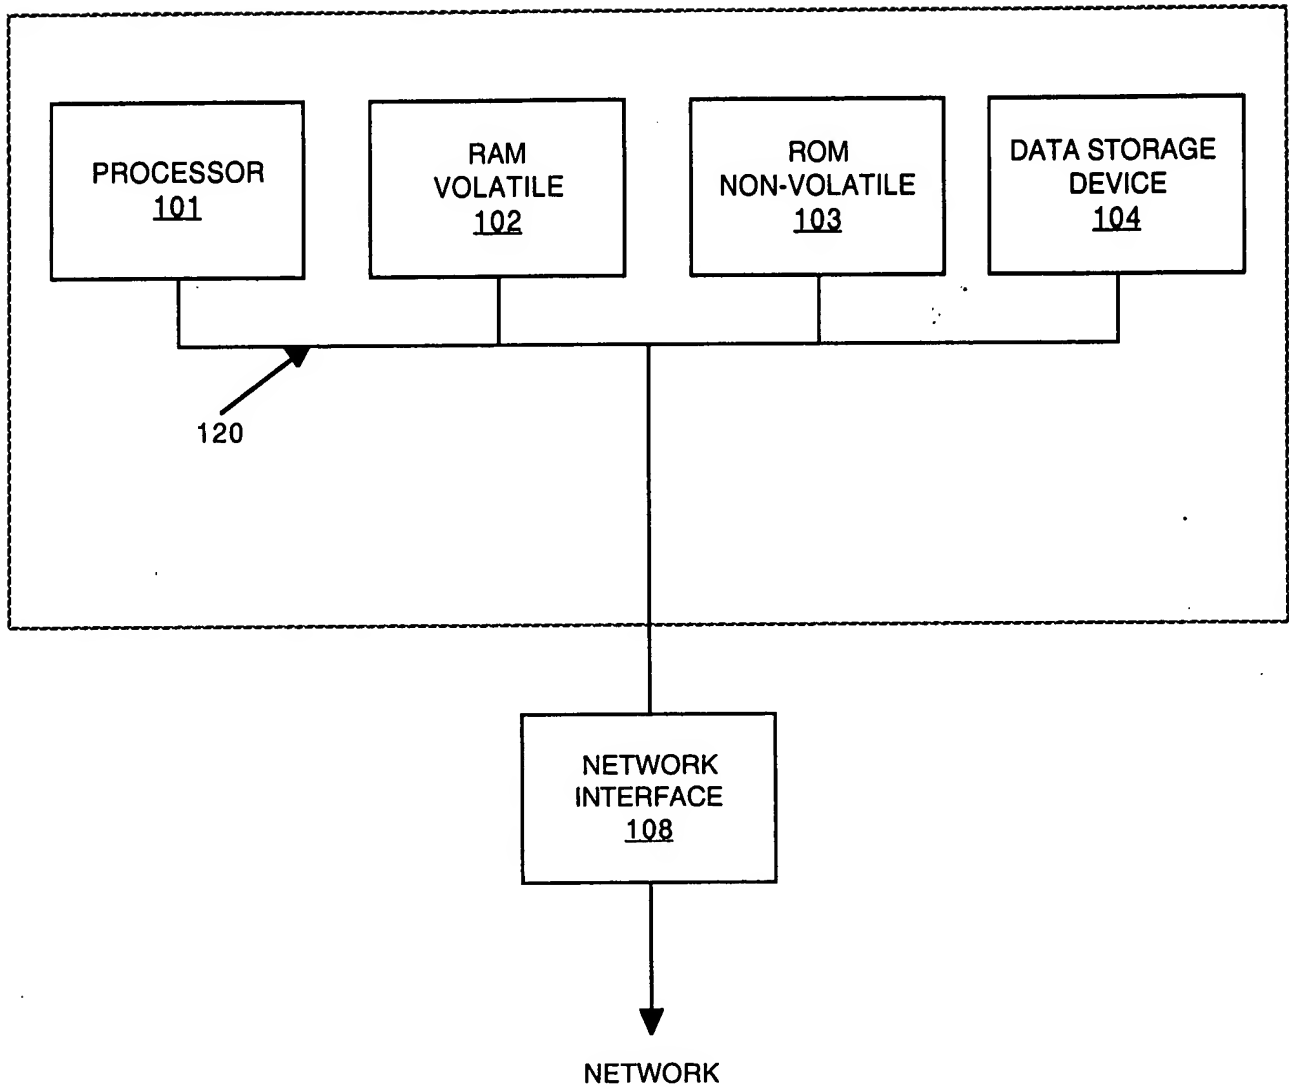 PROCESSOR
101
RAM
VOLATILE
102
ROM
NON-VOLATILE
103
DATA STORAGE
DEVICE
104
120
NETWORK
INTERFACE
108
NETWORK